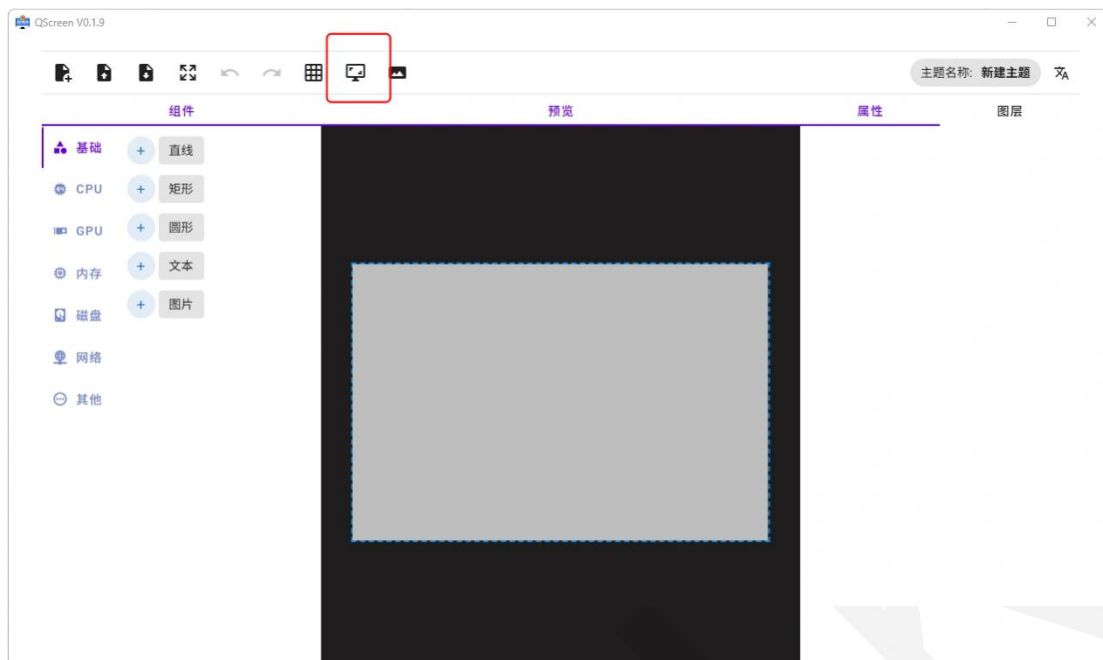 QScreen V0.1.9
主题名称: 新建主题
组件
预览
属性
图层
基础
CPU
GPU
内存
磁盘
网络
其他
+ 直线
+ 矩形
+ 圆形
+ 文本
+ 图片